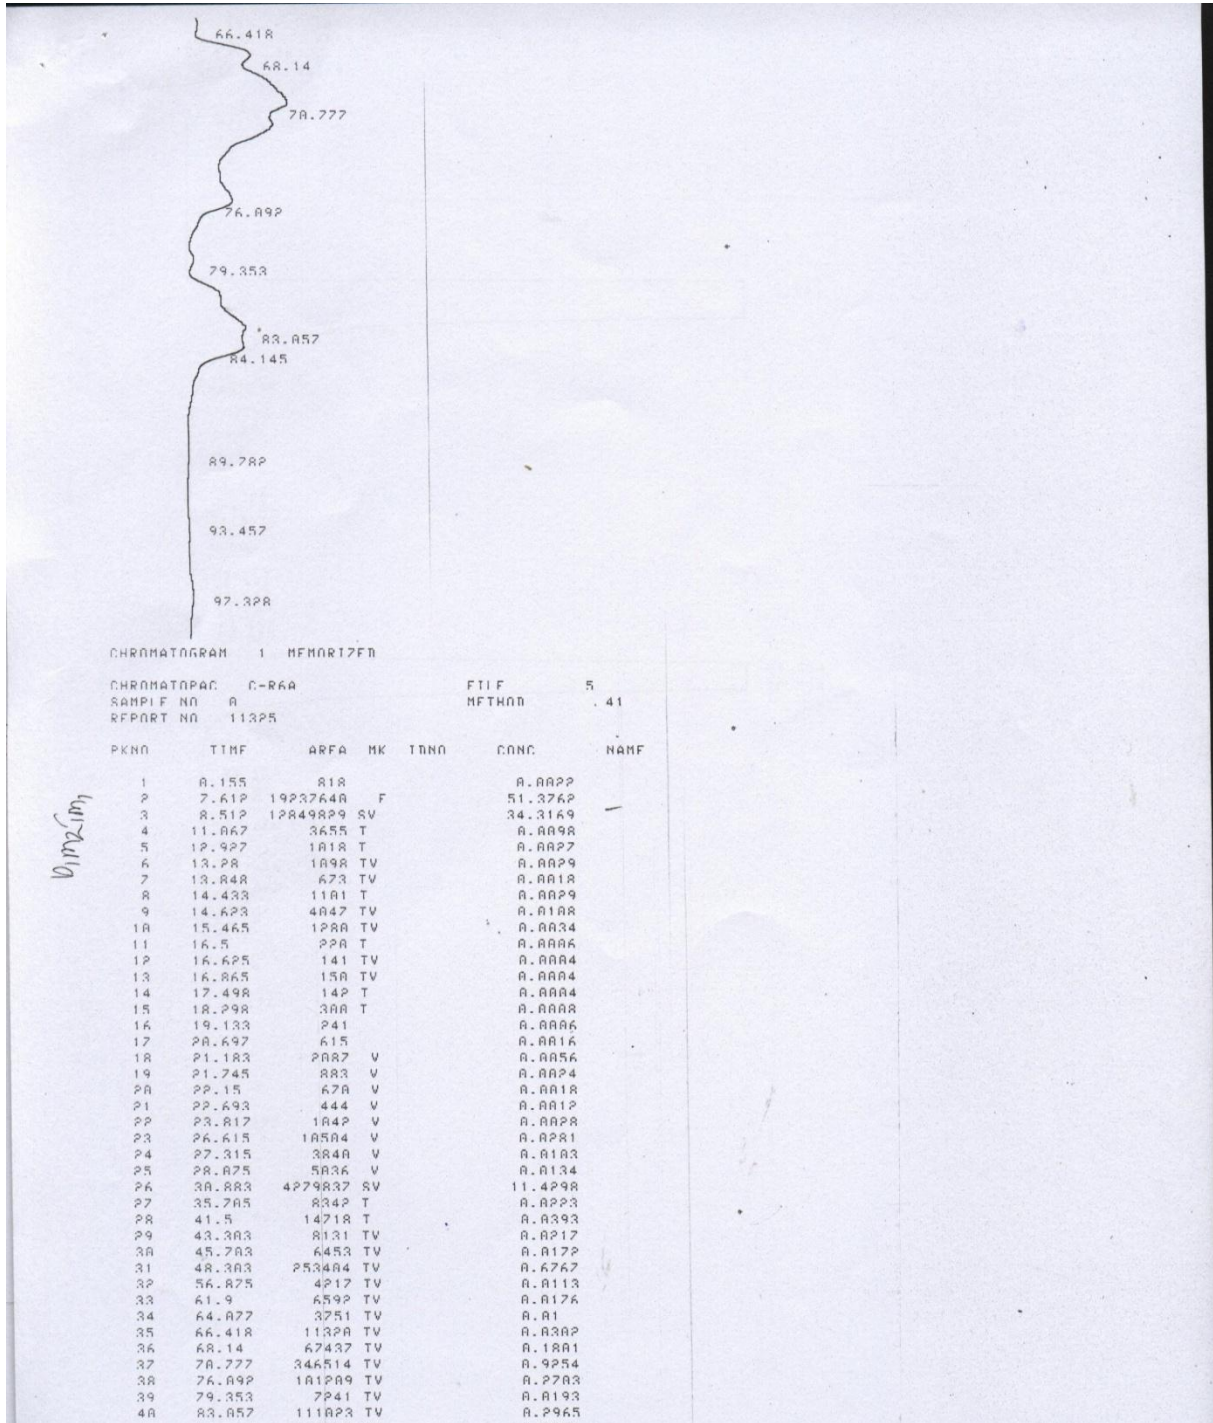 66.418
68.14
70.777
76.092
79.353
83.057
84.145
89.782
93.457
97.328
CHROMATOGRAM 1 MEMORIZED
CHROMATOPAC C-R6A FILE 5
SAMPLE NO 0 METHOD 41
REPORT NO 11325
PKNO TIME AREA MK IDNO CONC NAME
1 0.155 818 0.0022
2 7.612 19237640 F 51.3762
3 8.512 12849829 SV 34.3169
4 11.067 3655 T 0.0098
5 12.927 1018 T 0.0027
6 13.28 1098 TV 0.0029
7 13.848 673 TV 0.0018
8 14.433 1101 T 0.0029
9 14.623 4047 TV 0.0108
10 15.465 1280 TV 0.0034
11 16.5 220 T 0.0006
12 16.625 141 TV 0.0004
13 16.865 150 TV 0.0004
14 17.498 142 T 0.0004
15 18.298 300 T 0.0008
16 19.133 241 0.0006
17 20.697 615 0.0016
18 21.183 2087 V 0.0056
19 21.745 883 V 0.0024
20 22.15 670 V 0.0018
21 22.693 444 V 0.0012
22 23.817 1042 V 0.0028
23 26.615 10504 V 0.0281
24 27.315 3840 V 0.0103
25 28.075 5036 V 0.0134
26 30.883 4279837 SV 11.4298
27 35.705 8342 T 0.0223
28 41.5 14718 T 0.0393
29 43.303 8131 TV 0.0217
30 45.703 6453 TV 0.0172
31 48.303 253404 TV 0.6767
32 56.875 4217 TV 0.0113
33 61.9 6592 TV 0.0176
34 64.077 3751 TV 0.01
35 66.418 11320 TV 0.0302
36 68.14 67437 TV 0.1801
37 70.777 346514 TV 0.9254
38 76.092 101209 TV 0.2703
39 79.353 7241 TV 0.0193
40 83.057 111023 TV 0.2965